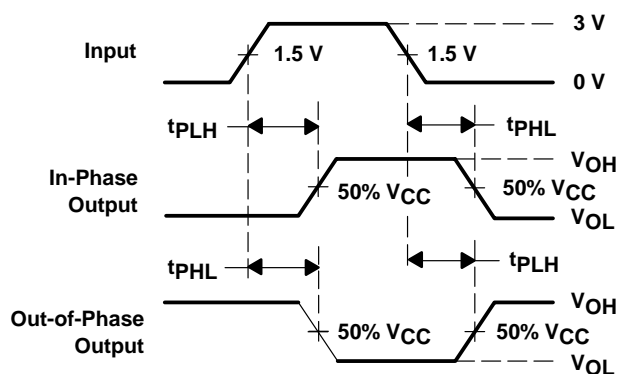 3 V
Input
1.5 V
1.5 V
0 V
tPLH
tPHL
VOH
In-Phase
Output
50% VCC
50% VCC
VOL
tPHL
tPLH
VOH
Out-of-Phase
Output
50% VCC
50% VCC
VOL